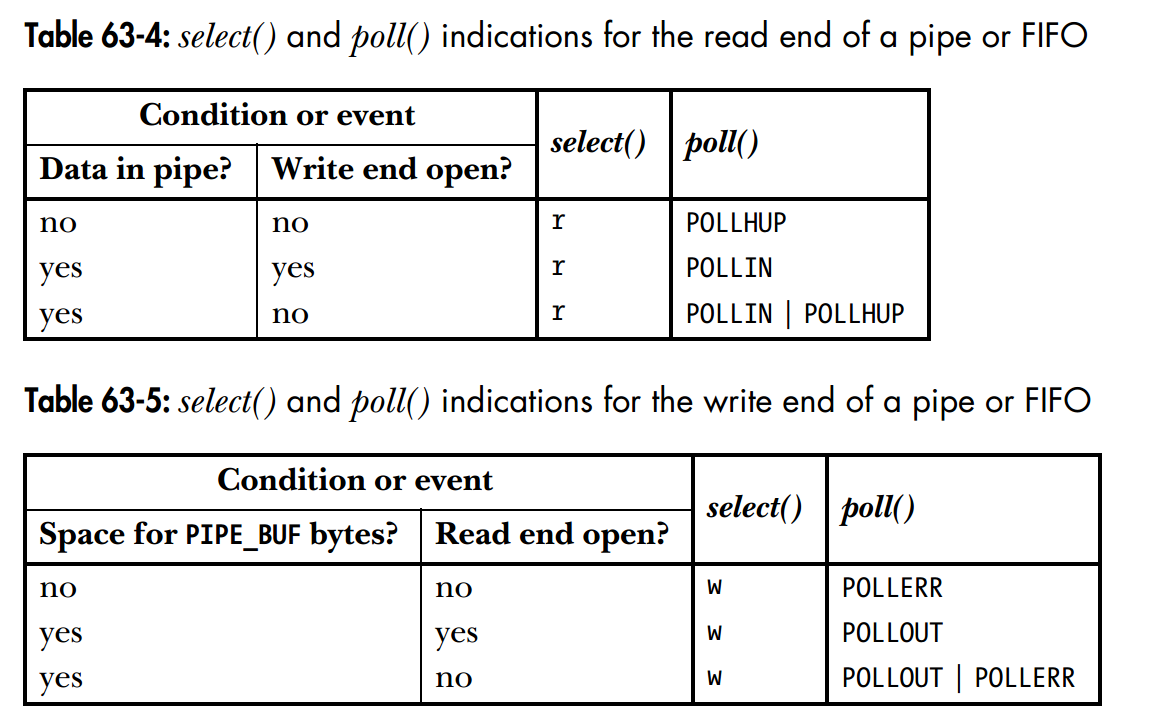 Table 63-4: select() and poll() indications for the read end of a pipe or FIFO
Condition or event select() poll()
Data in pipe? Write end open?
no no r POLLHUP
yes yes r POLLIN
yes no r POLLIN | POLLHUP
Table 63-5: select() and poll() indications for the write end of a pipe or FIFO
Condition or event select() poll()
Space for PIPE_BUF bytes? Read end open?
no no w POLLERR
yes yes w POLLOUT
yes no w POLLOUT | POLLERR